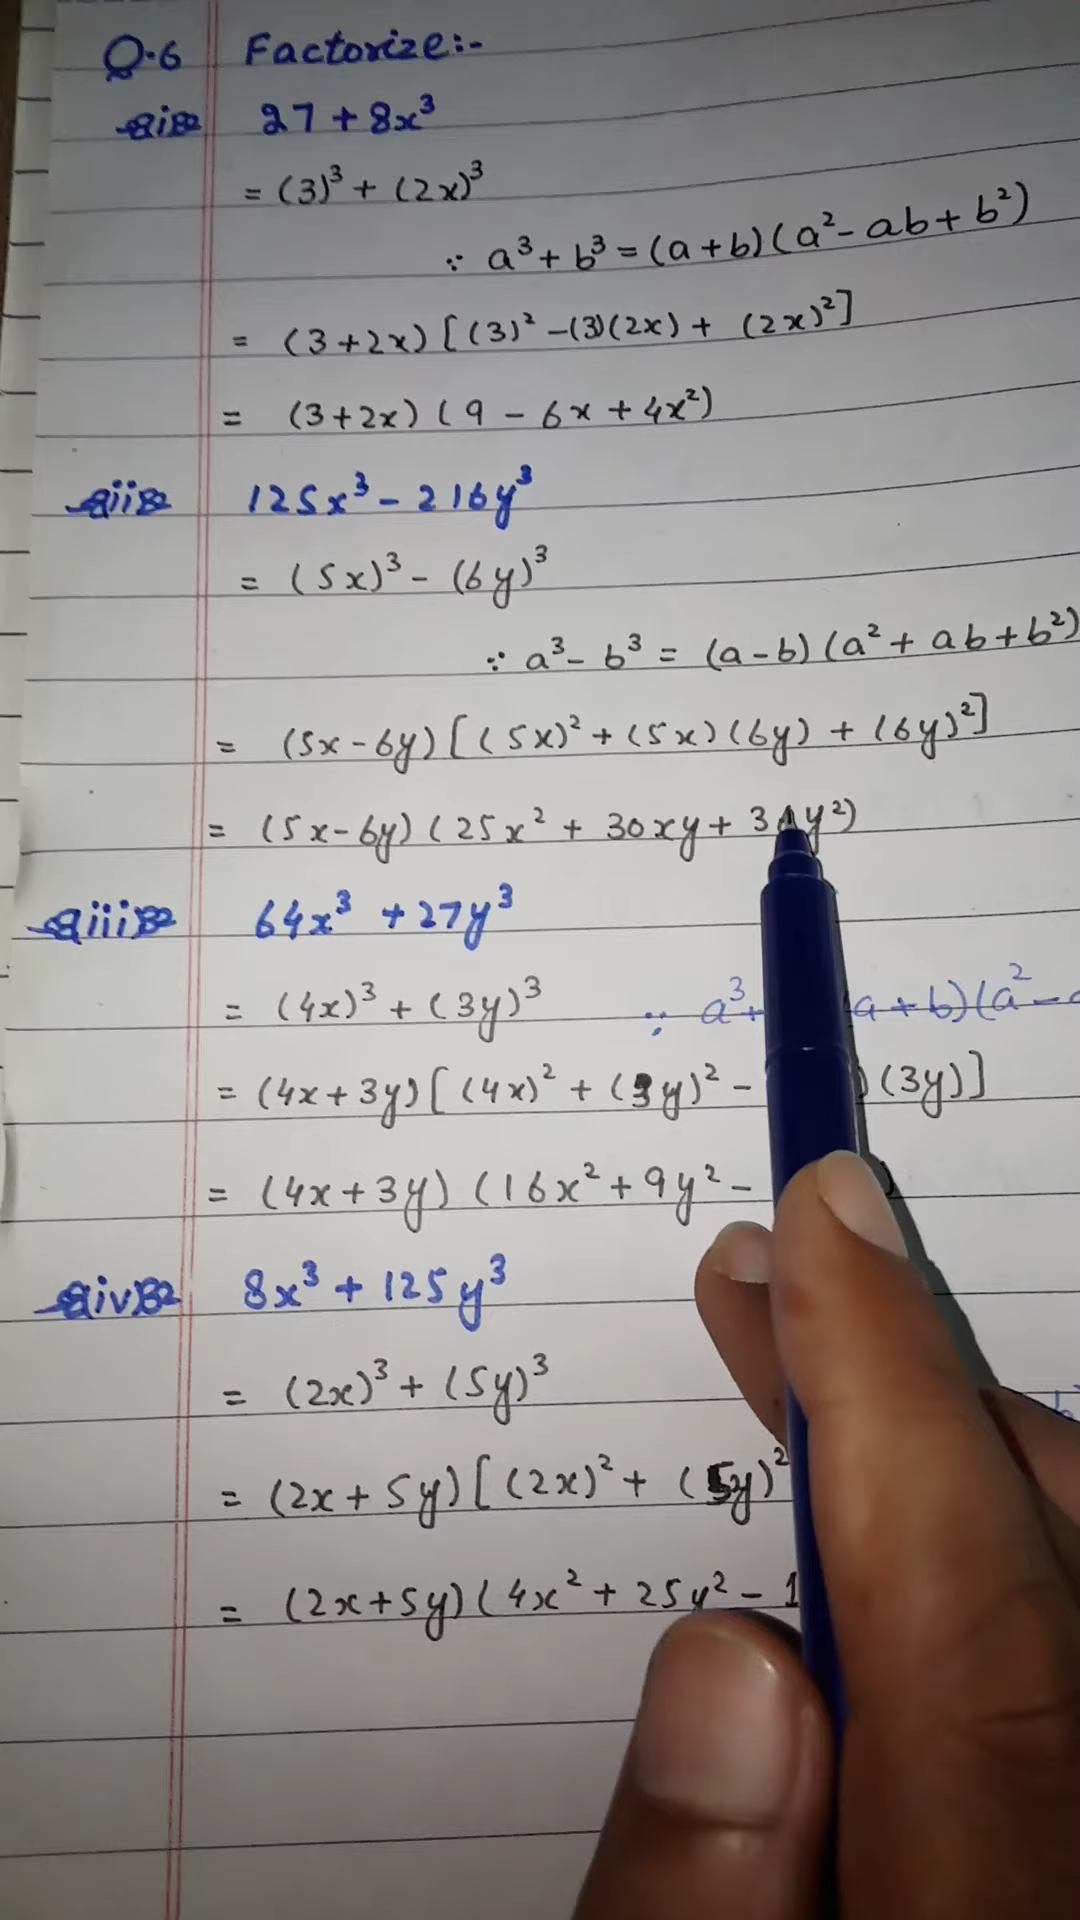 Q.6 Factorize:-
(i) 27 + 8x³
= (3)³ + (2x)³
∵ a³ + b³ = (a+b)(a² - ab + b²)
= (3+2x)[(3)² - (3)(2x) + (2x)²]
= (3+2x)(9 - 6x + 4x²)
(ii) 125x³ - 216y³
= (5x)³ - (6y)³
∵ a³ - b³ = (a-b)(a² + ab + b²)
= (5x-6y)[(5x)² + (5x)(6y) + (6y)²]
= (5x-6y)(25x² + 30xy + 3 y²)
(iii) 64x³ + 27y³
= (4x)³ + (3y)³ ∵ a³+ (a+b)(a² -
= (4x+3y)[(4x)² + (3y)² - )(3y)]
= (4x+3y)(16x² + 9y² -
(iv) 8x³ + 125y³
= (2x)³ + (5y)³
= (2x+5y)[(2x)² + (5y)²
= (2x+5y)(4x² + 25y² - 1